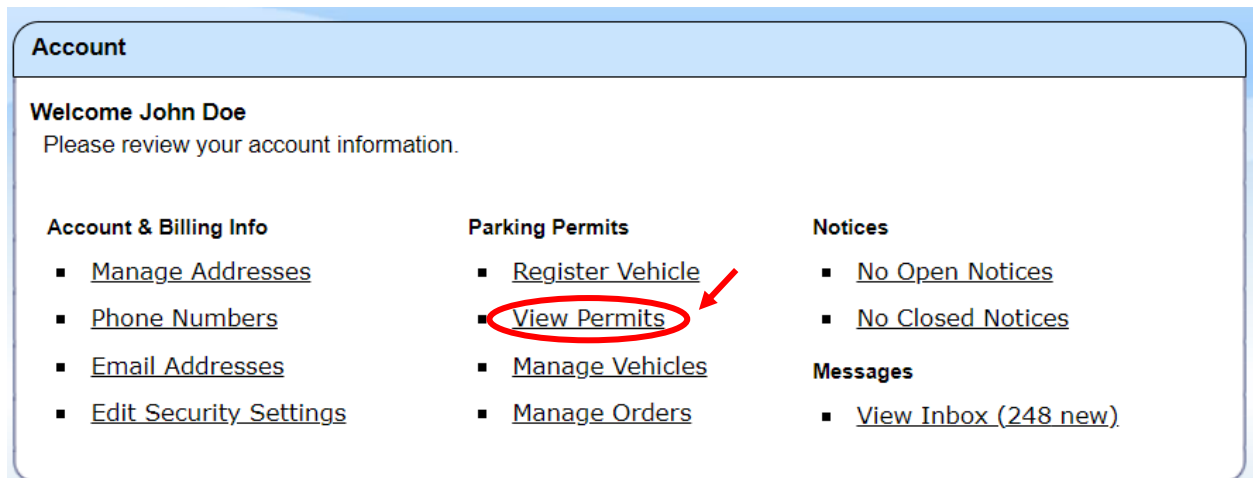 Account
Welcome John Doe
Please review your account information.
Account & Billing Info
Manage Addresses
Phone Numbers
Email Addresses
Edit Security Settings
Parking Permits
Register Vehicle
View Permits
Manage Vehicles
Manage Orders
Notices
No Open Notices
No Closed Notices
Messages
View Inbox (248 new)